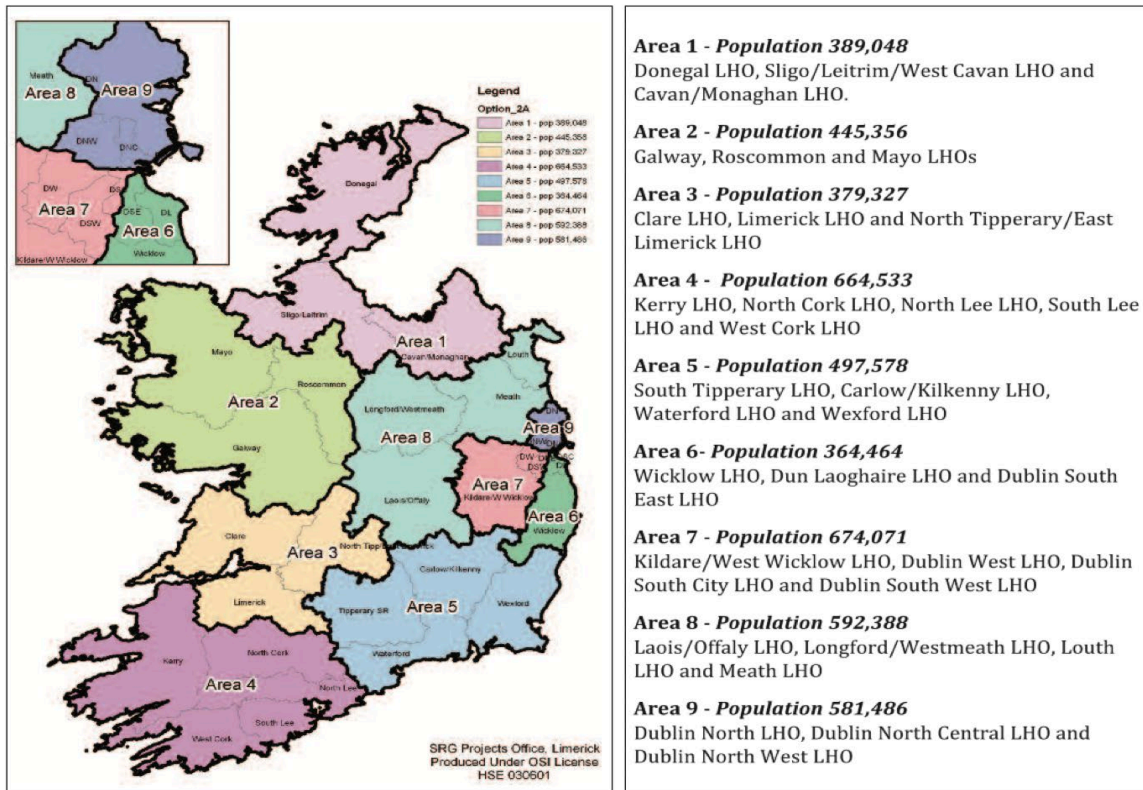 Meath
DN
Area 8
Area 9
DNW
DNC
DW
Area 7
DSW
DSE
DL
Area 6
Kildare/W Wicklow
Wicklow
Legend
Option_2A
Area 1 - pop 389,048
Area 2 - pop 445,356
Area 3 - pop 379,327
Area 4 - pop 664,533
Area 5 - pop 497,578
Area 6 - pop 364,464
Area 7 - pop 674,071
Area 8 - pop 592,388
Area 9 - pop 581,486
Donegal
Sligo/Leitrim
Area 1
Cavan/Monaghan
Louth
Mayo
Roscommon
Meath
Area 2
Longford/Westmeath
DN
Area 9
Area 8
Galway
DW
Area 7
Kildare/W Wicklow
Laois/Offaly
Area 6
Wicklow
Clare
Area 3
North Tipp/
Carlow/Kilkenny
Limerick
Tipperary SR
Area 5
Wexford
Waterford
Kerry
North Cork
Area 4
North Lee
South Lee
West Cork
SRG Projects Office, Limerick
Produced Under OSI License
HSE 030601
Area 1 - Population 389,048
Donegal LHO, Sligo/Leitrim/West Cavan LHO and
Cavan/Monaghan LHO.
Area 2 - Population 445,356
Galway, Roscommon and Mayo LHOs
Area 3 - Population 379,327
Clare LHO, Limerick LHO and North Tipperary/East
Limerick LHO
Area 4 - Population 664,533
Kerry LHO, North Cork LHO, North Lee LHO, South Lee
LHO and West Cork LHO
Area 5 - Population 497,578
South Tipperary LHO, Carlow/Kilkenny LHO,
Waterford LHO and Wexford LHO
Area 6- Population 364,464
Wicklow LHO, Dun Laoghaire LHO and Dublin South
East LHO
Area 7 - Population 674,071
Kildare/West Wicklow LHO, Dublin West LHO, Dublin
South City LHO and Dublin South West LHO
Area 8 - Population 592,388
Laois/Offaly LHO, Longford/Westmeath LHO, Louth
LHO and Meath LHO
Area 9 - Population 581,486
Dublin North LHO, Dublin North Central LHO and
Dublin North West LHO